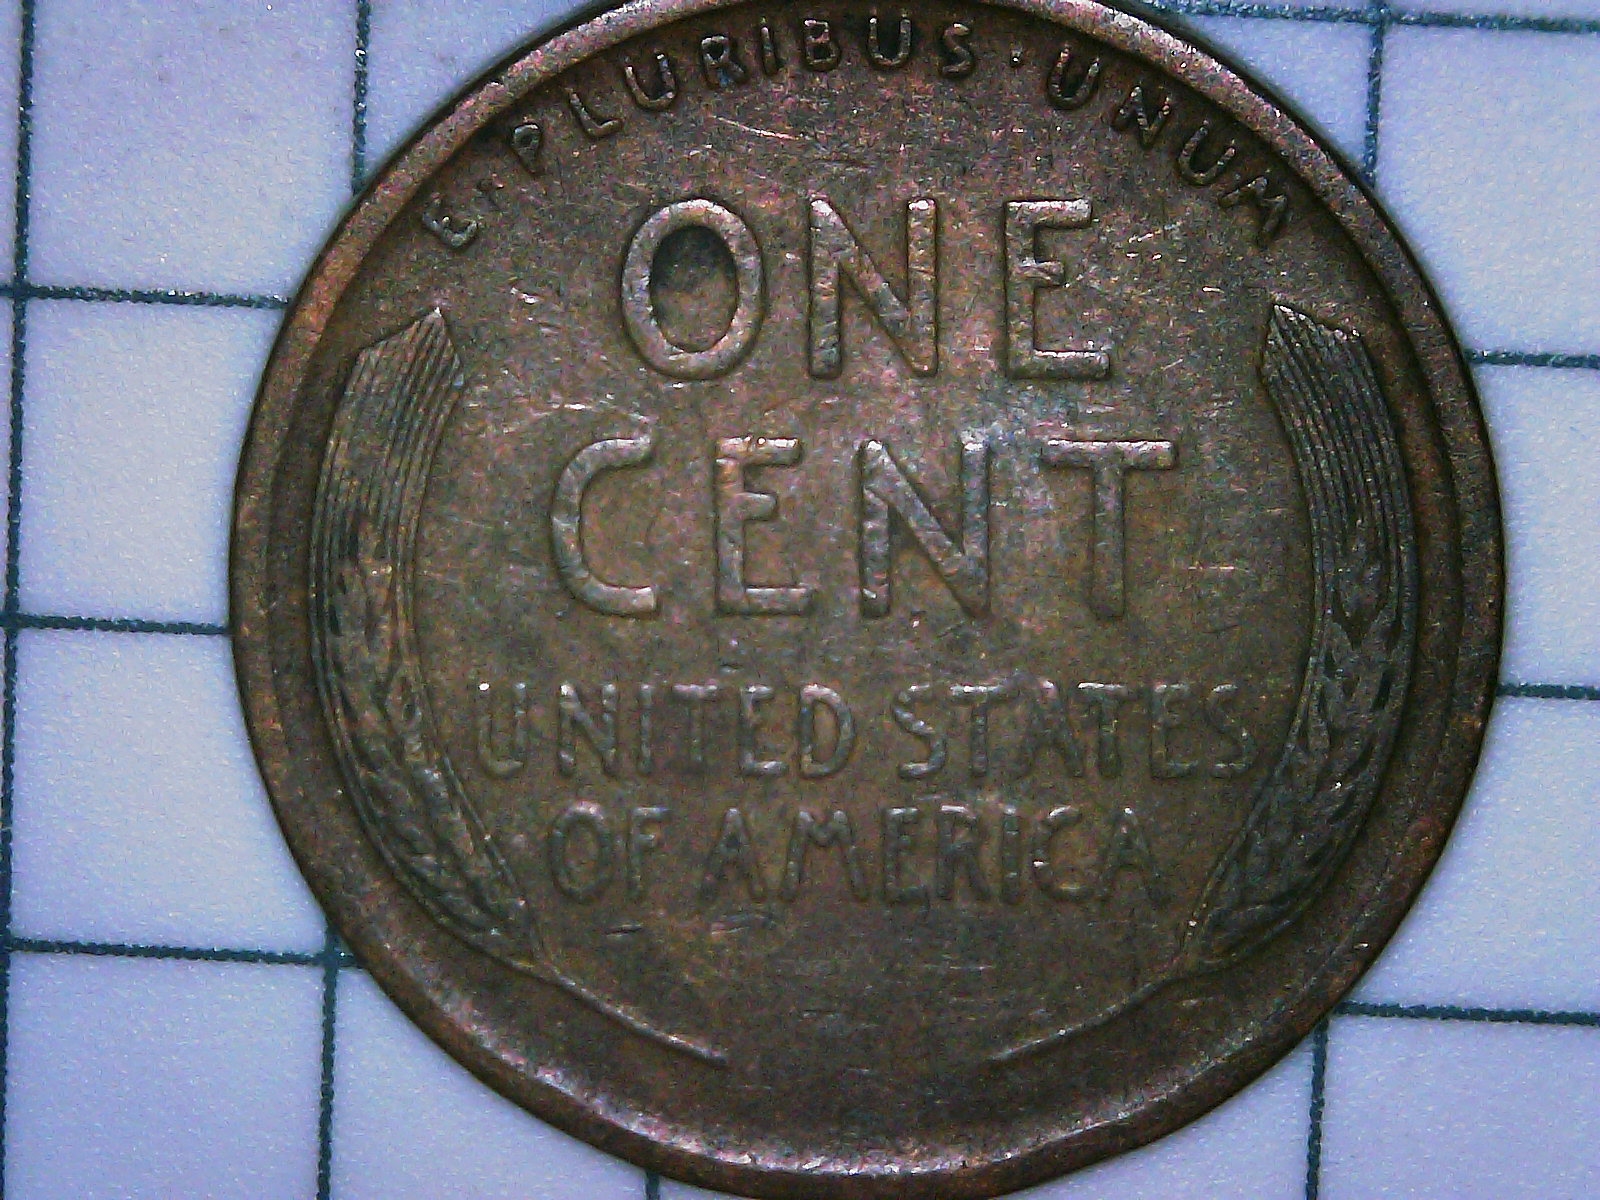 E · PLURIBUS · UNUM
ONE
CENT
UNITED STATES
OF AMERICA